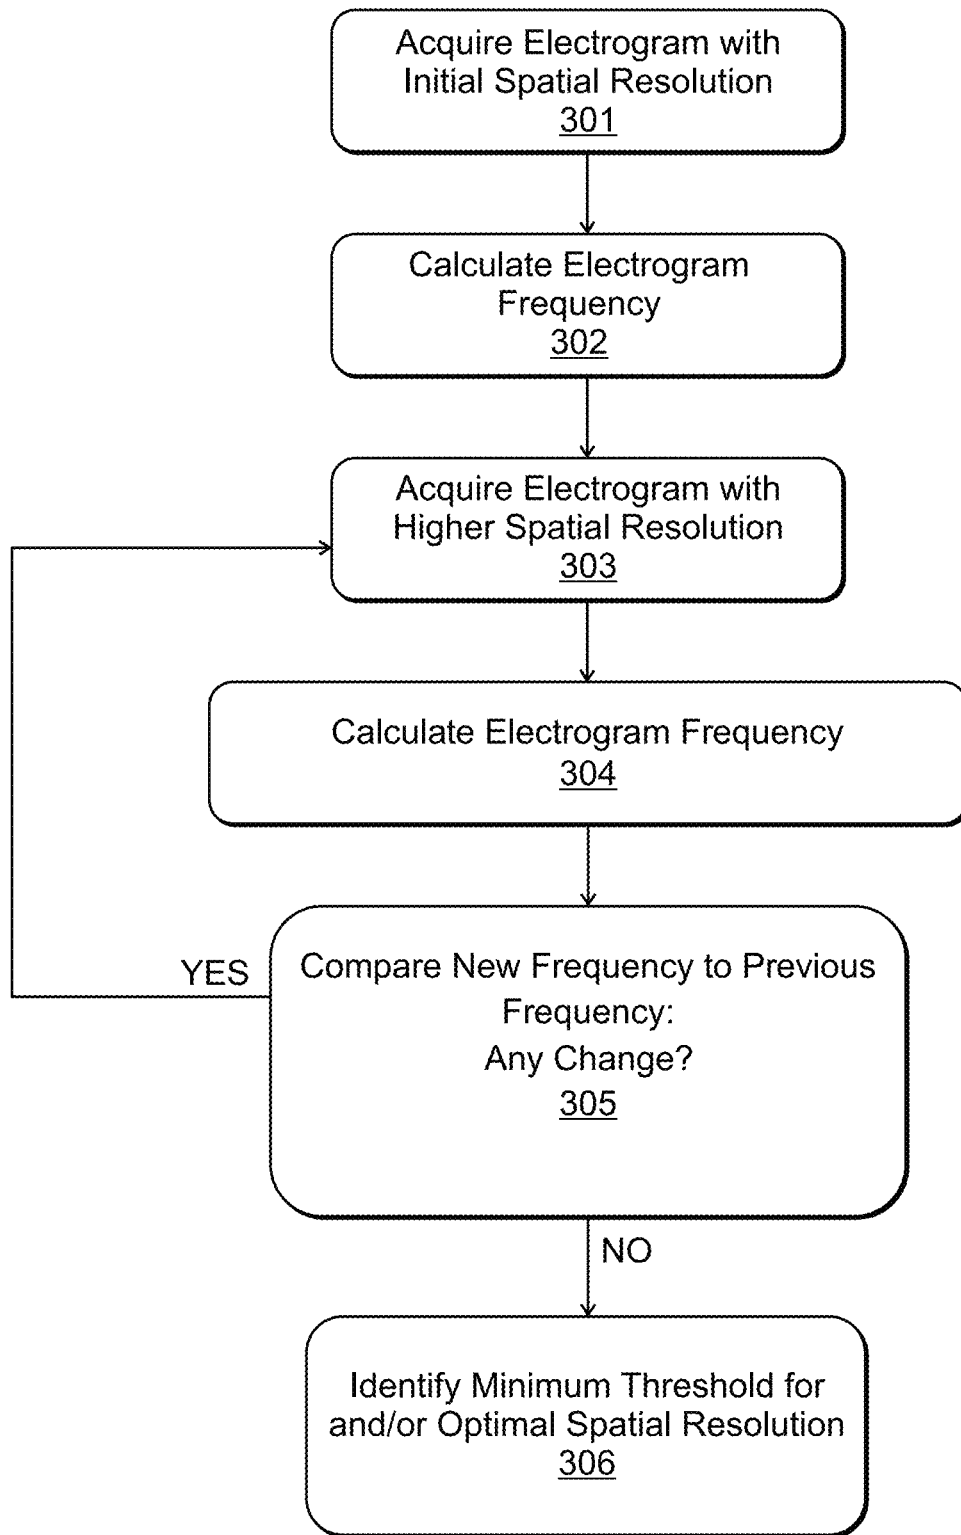 Acquire Electrogram with
Initial Spatial Resolution
301
Calculate Electrogram
Frequency
302
Acquire Electrogram with
Higher Spatial Resolution
303
Calculate Electrogram Frequency
304
YES
Compare New Frequency to Previous
Frequency:
Any Change?
305
NO
Identify Minimum Threshold for
and/or Optimal Spatial Resolution
306